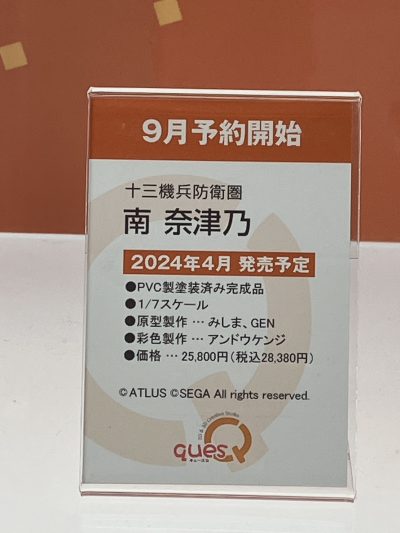 9月予約開始
十三機兵防衛圏
南 奈津乃
2024年4月 発売予定
●PVC製塗装済み完成品
●1/7スケール
●原型製作 … みしま、GEN
●彩色製作 … アンドウケンジ
●価格 … 25,800円(税込28,380円)
©ATLUS ©SEGA All rights reserved.
2D & 3D Creative Studio
quesQ